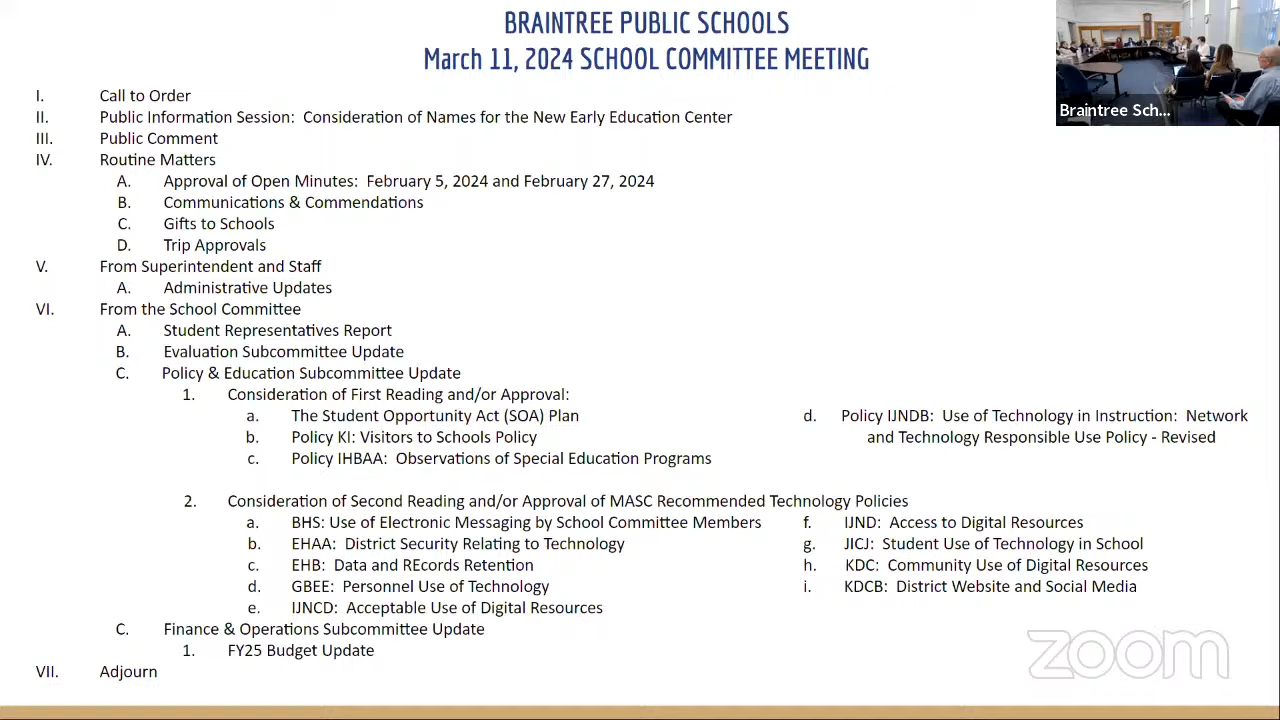 BRAINTREE PUBLIC SCHOOLS
March 11, 2024 SCHOOL COMMITTEE MEETING
Braintree Sch...
I. Call to Order
II. Public Information Session: Consideration of Names for the New Early Education Center
III. Public Comment
IV. Routine Matters
A. Approval of Open Minutes: February 5, 2024 and February 27, 2024
B. Communications & Commendations
C. Gifts to Schools
D. Trip Approvals
V. From Superintendent and Staff
A. Administrative Updates
VI. From the School Committee
A. Student Representatives Report
B. Evaluation Subcommittee Update
C. Policy & Education Subcommittee Update
1. Consideration of First Reading and/or Approval:
a. The Student Opportunity Act (SOA) Plan
b. Policy KI: Visitors to Schools Policy
c. Policy IHBAA: Observations of Special Education Programs
d. Policy IJNDB: Use of Technology in Instruction: Network
and Technology Responsible Use Policy - Revised
2. Consideration of Second Reading and/or Approval of MASC Recommended Technology Policies
a. BHS: Use of Electronic Messaging by School Committee Members
b. EHAA: District Security Relating to Technology
c. EHB: Data and REcords Retention
d. GBEE: Personnel Use of Technology
e. IJNCD: Acceptable Use of Digital Resources
f. IJND: Access to Digital Resources
g. JICJ: Student Use of Technology in School
h. KDC: Community Use of Digital Resources
i. KDCB: District Website and Social Media
C. Finance & Operations Subcommittee Update
1. FY25 Budget Update
VII. Adjourn
zoom